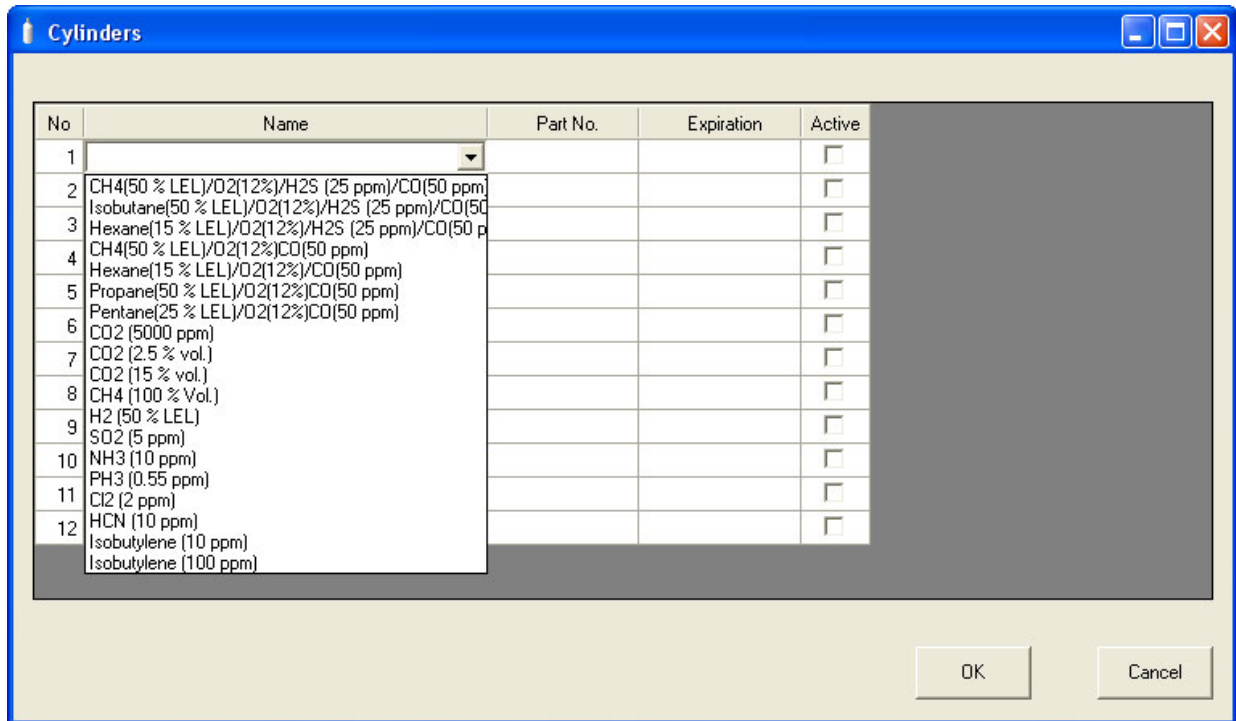 Cylinders
No Name Part No. Expiration Active
1
2
3
4
5
6
7
8
9
10
11
12
CH4(50 % LEL)/O2(12%)/H2S (25 ppm)/CO(50 ppm)
Isobutane(50 % LEL)/O2(12%)/H2S (25 ppm)/CO(50
Hexane(15 % LEL)/O2(12%)/H2S (25 ppm)/CO(50 p
CH4(50 % LEL)/O2(12%)CO(50 ppm)
Hexane(15 % LEL)/O2(12%)/CO(50 ppm)
Propane(50 % LEL)/O2(12%)CO(50 ppm)
Pentane(25 % LEL)/O2(12%)CO(50 ppm)
CO2 (5000 ppm)
CO2 (2.5 % vol.)
CO2 (15 % vol.)
CH4 (100 % Vol.)
H2 (50 % LEL)
SO2 (5 ppm)
NH3 (10 ppm)
PH3 (0.55 ppm)
Cl2 (2 ppm)
HCN (10 ppm)
Isobutylene (10 ppm)
Isobutylene (100 ppm)
OK Cancel